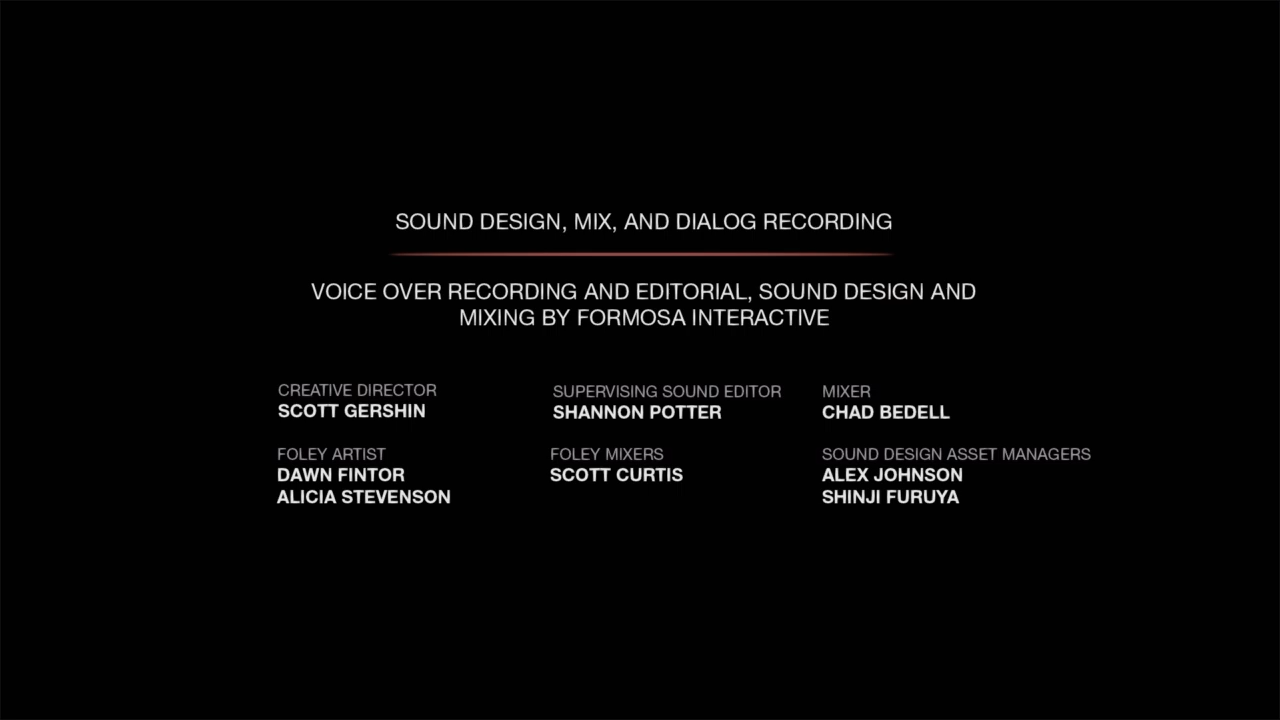 SOUND DESIGN, MIX, AND DIALOG RECORDING
VOICE OVER RECORDING AND EDITORIAL, SOUND DESIGN AND
MIXING BY FORMOSA INTERACTIVE
CREATIVE DIRECTOR
SCOTT GERSHIN
SUPERVISING SOUND EDITOR
SHANNON POTTER
MIXER
CHAD BEDELL
FOLEY ARTIST
DAWN FINTOR
ALICIA STEVENSON
FOLEY MIXERS
SCOTT CURTIS
SOUND DESIGN ASSET MANAGERS
ALEX JOHNSON
SHINJI FURUYA